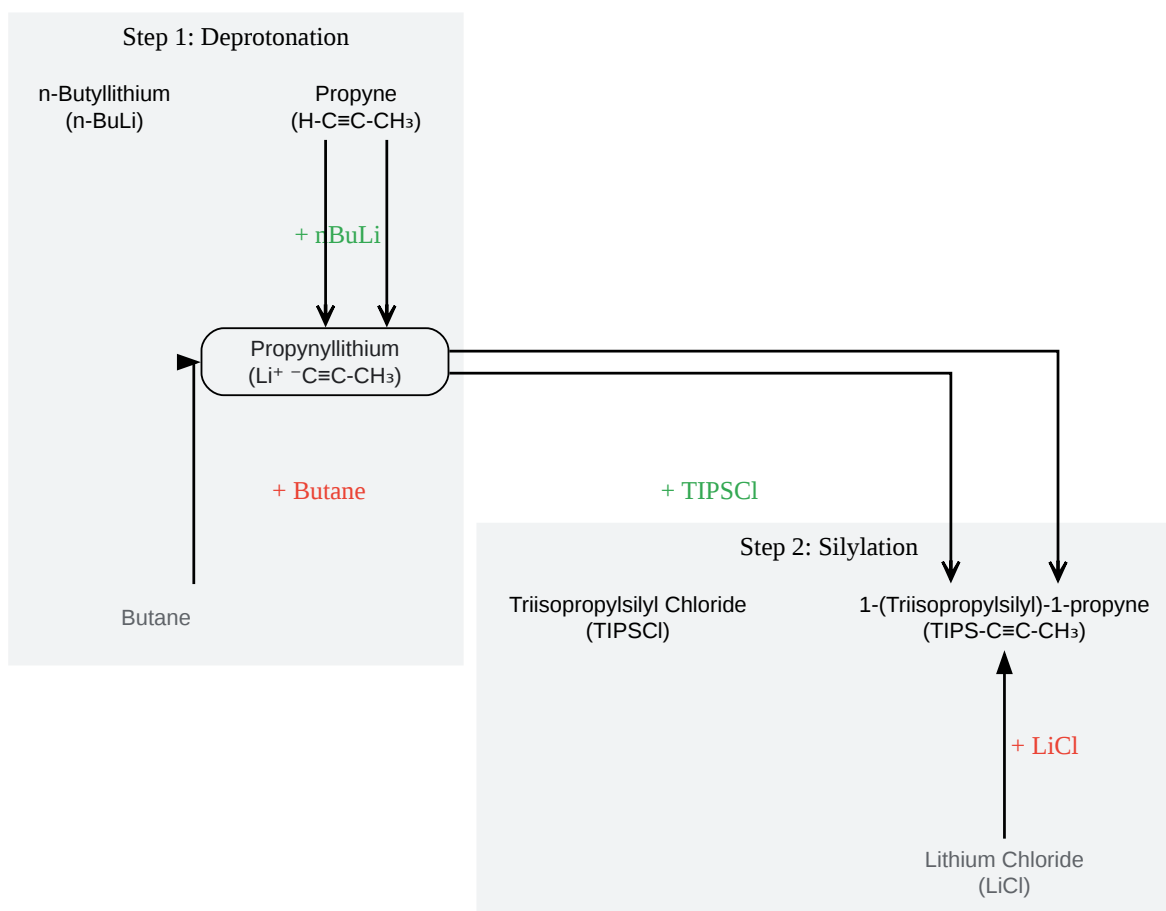 Step 1: Deprotonation
n-Butyllithium
(n-BuLi)
Propyne
(H-C≡C-CH₃)
+ nBuLi
Propynyllithium
(Li⁺ ⁻C≡C-CH₃)
+ Butane
+ TIPSCl
Butane
Step 2: Silylation
Triisopropylsilyl Chloride
(TIPSCl)
1-(Triisopropylsilyl)-1-propyne
(TIPS-C≡C-CH₃)
+ LiCl
Lithium Chloride
(LiCl)